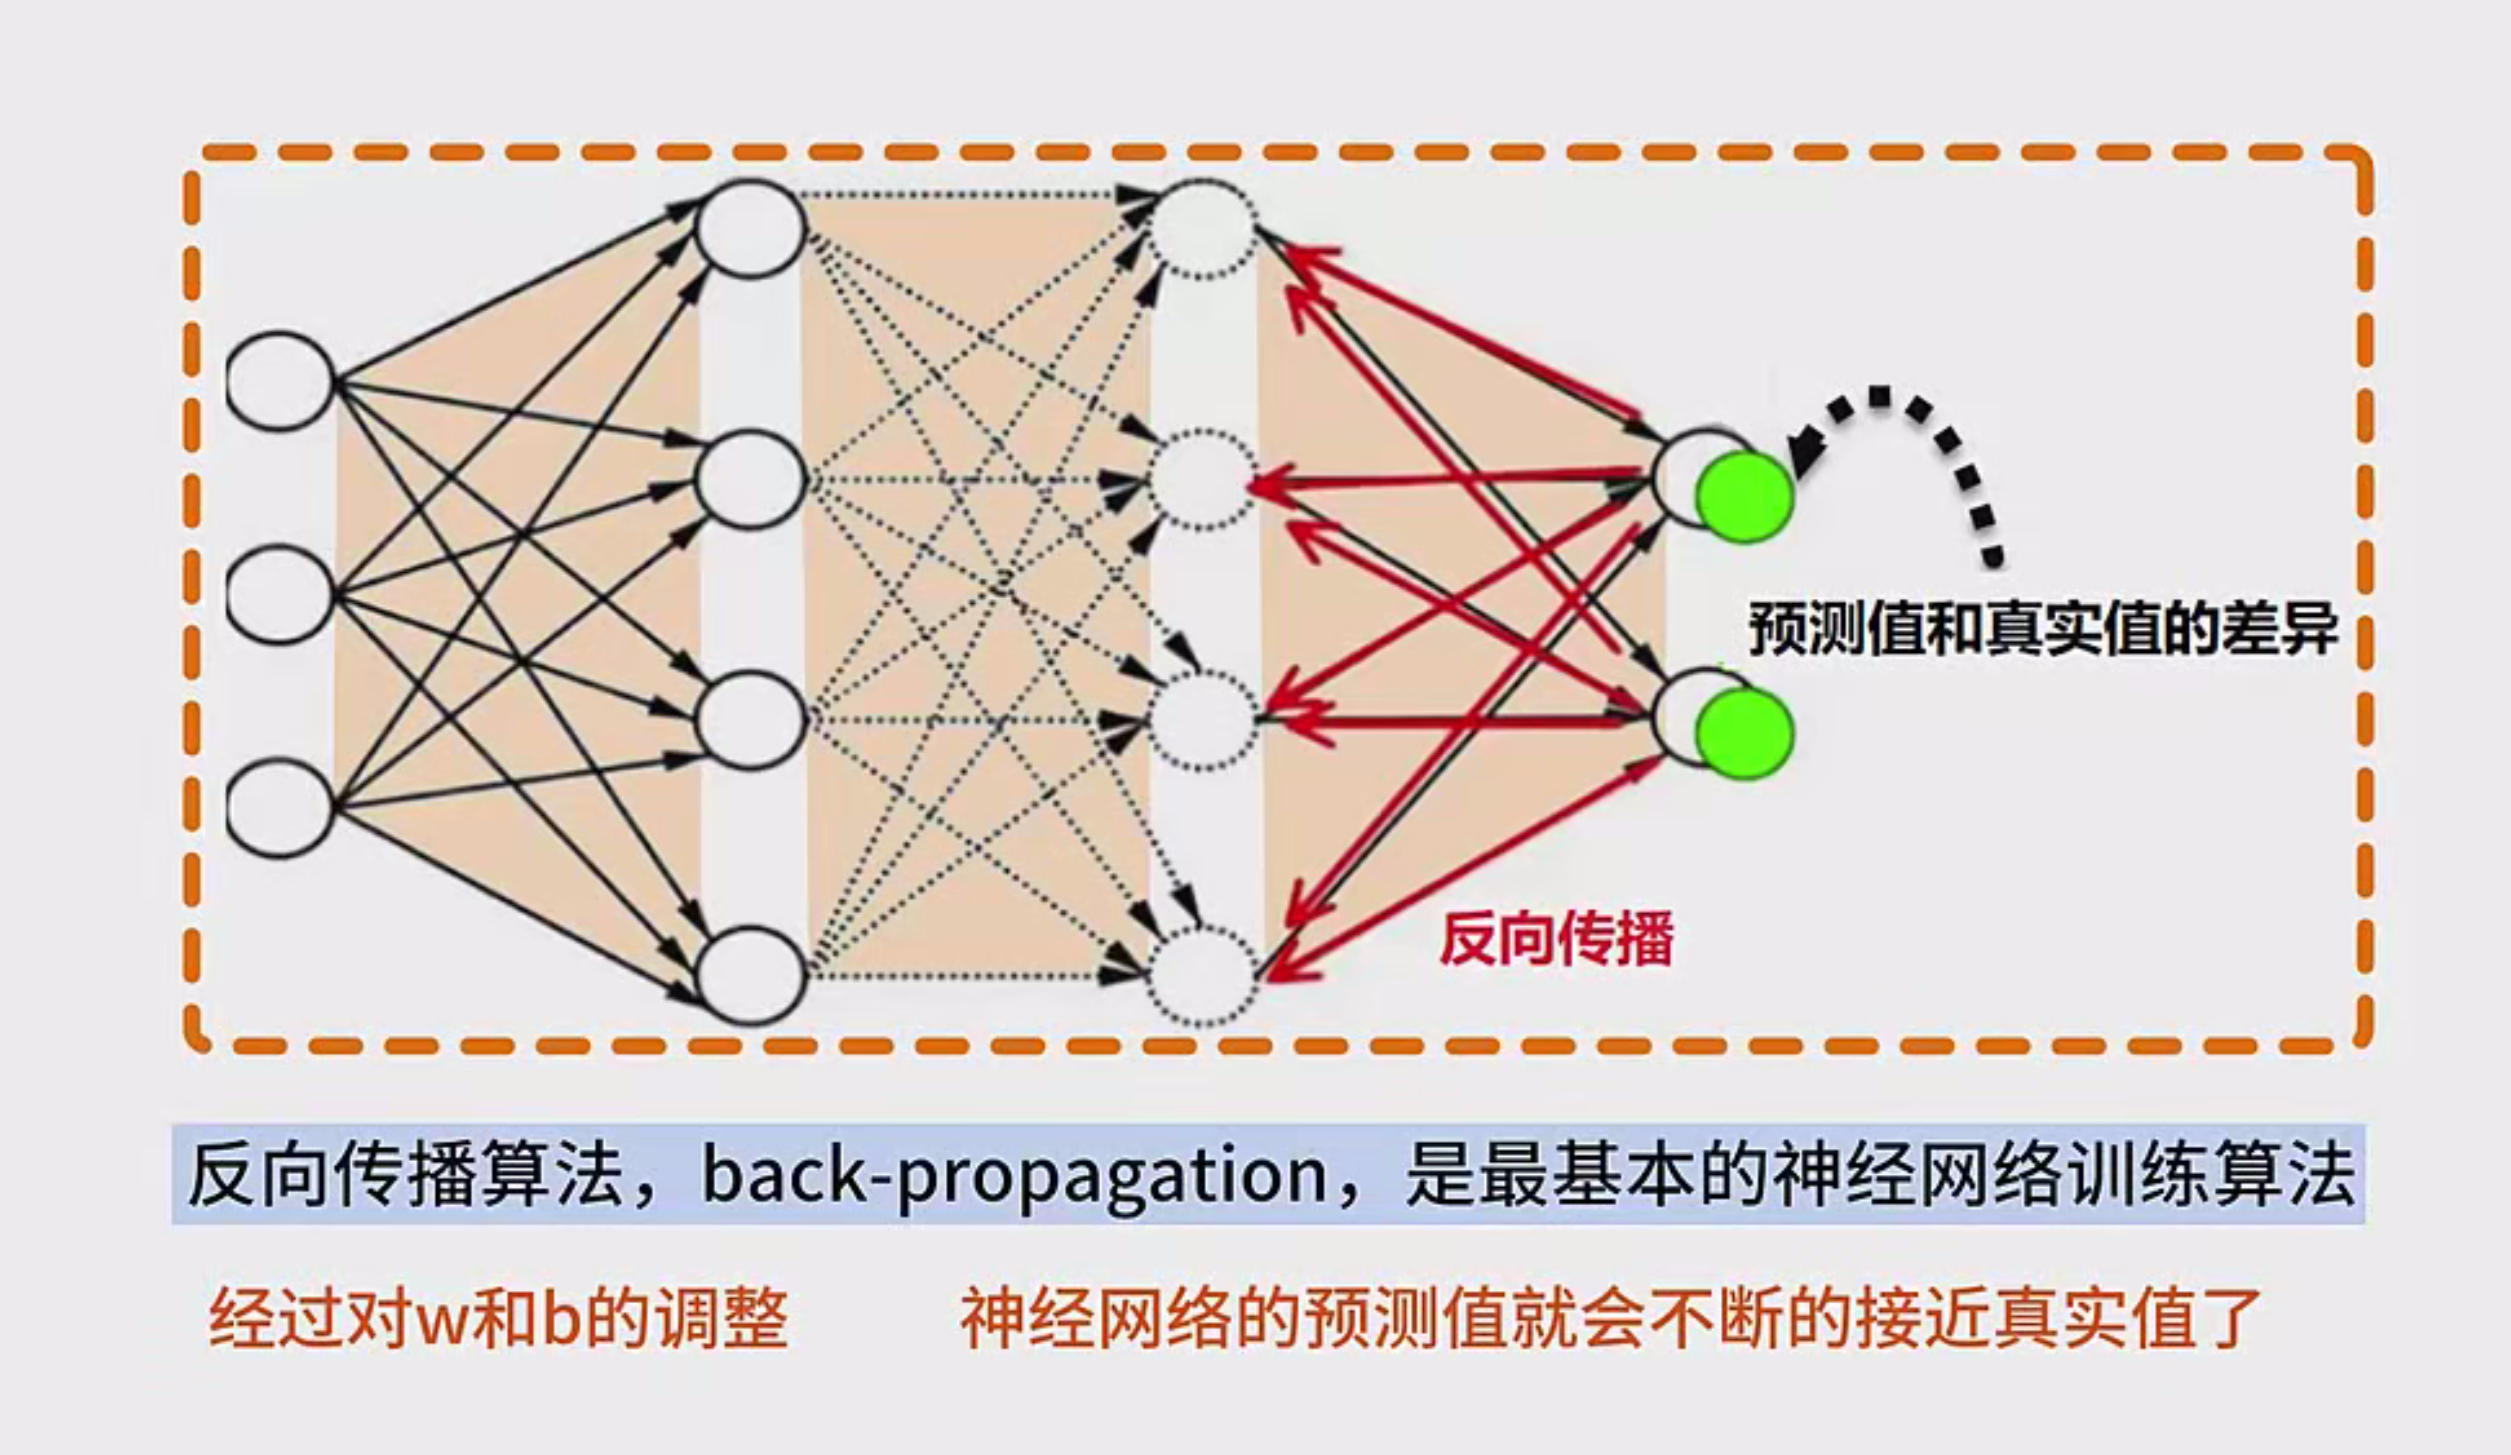 预测值和真实值的差异
反向传播
反向传播算法，back-propagation，是最基本的神经网络训练算法
经过对w和b的调整 神经网络的预测值就会不断的接近真实值了